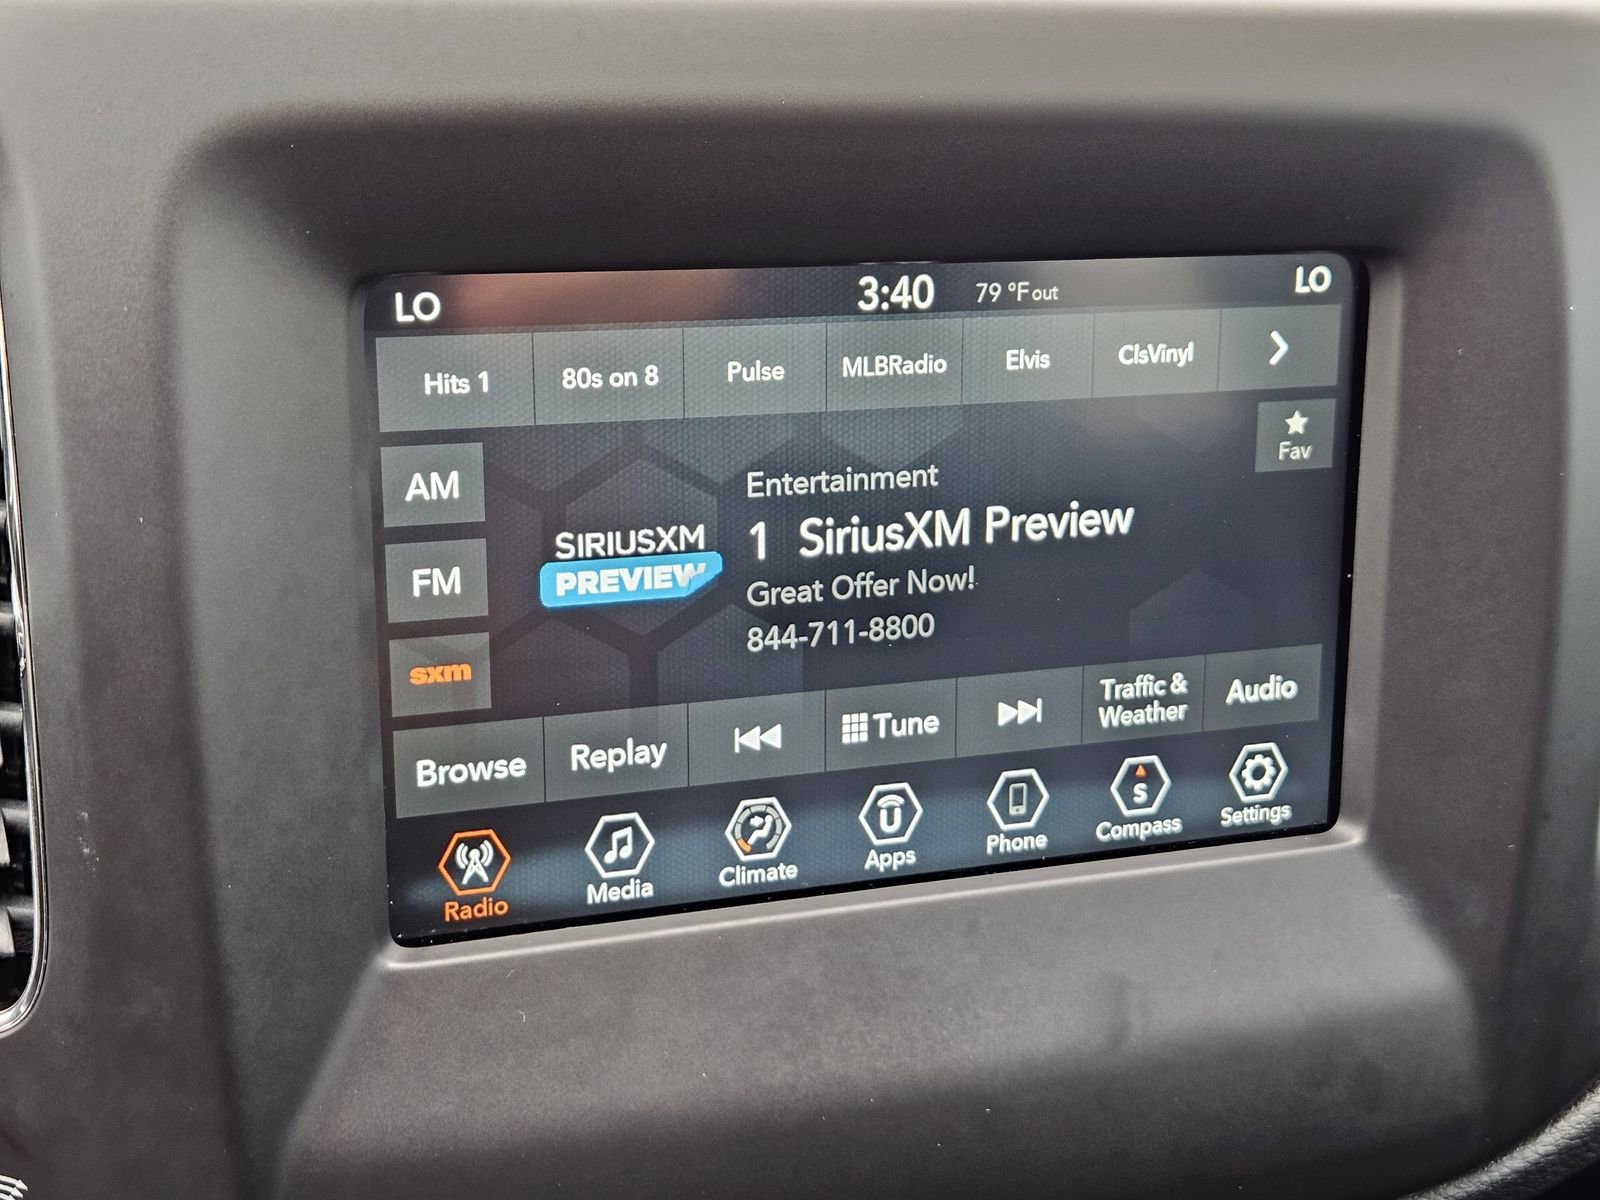 LO 3:40 79 °F out LO
Hits 1 80s on 8 Pulse MLBRadio Elvis ClsVinyl
Fav
AM
FM
sxm
SIRIUSXM
PREVIEW
Entertainment
1 SiriusXM Preview
Great Offer Now!
844-711-8800
Browse Replay Tune Traffic & Weather Audio
U S
Radio Media Climate Apps Phone Compass Settings